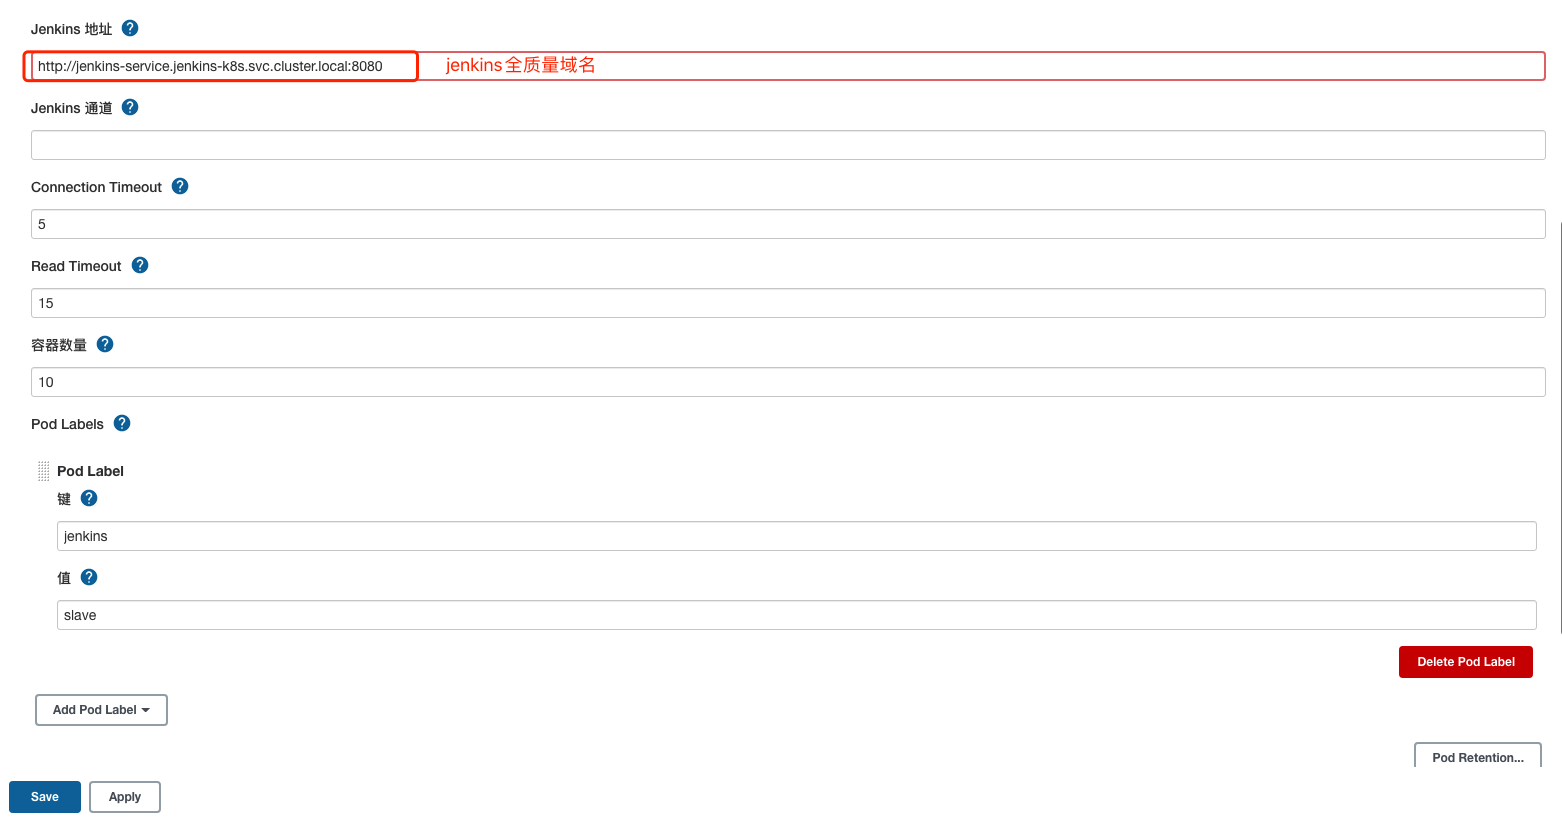 Jenkins 地址
http://jenkins-service.jenkins-k8s.svc.cluster.local:8080 jenkins全质量域名
Jenkins 通道
Connection Timeout
5
Read Timeout
15
容器数量
10
Pod Labels
Pod Label
键
jenkins
值
slave
Delete Pod Label
Add Pod Label
Pod Retention...
Save Apply